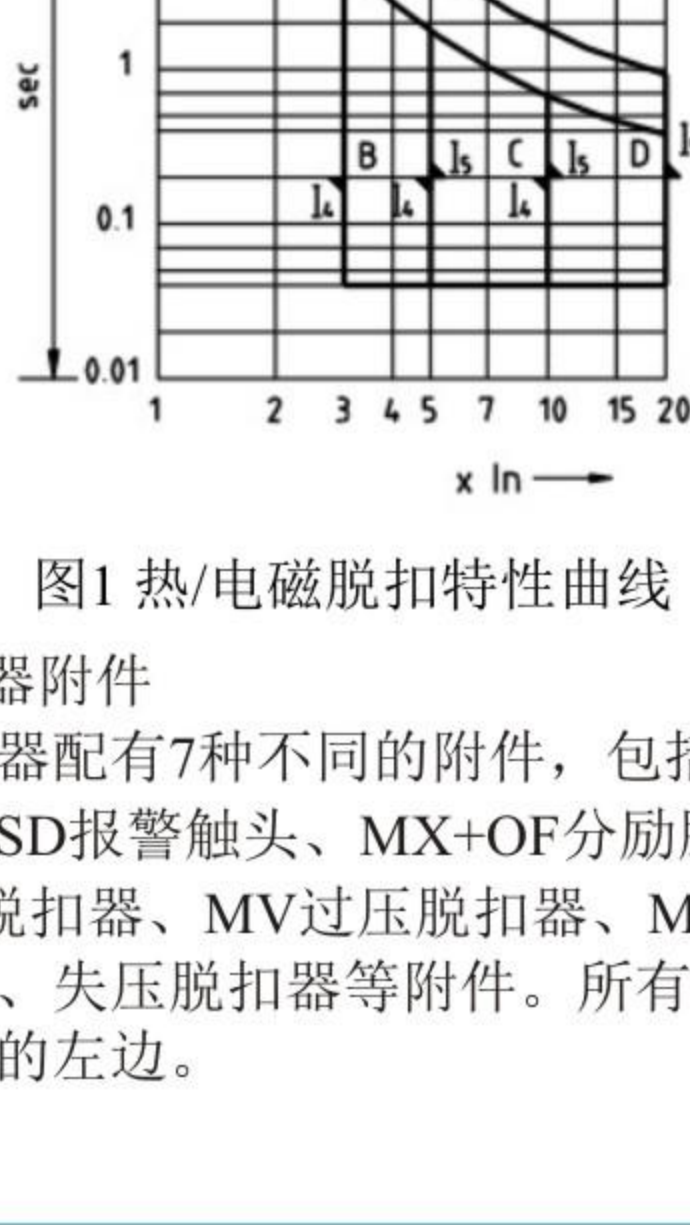 1
sec
B I₅ C I₅ D
I₄ I₄ I₄
0.1
0.01
1 2 3 4 5 7 10 15 20
x In
图1 热/电磁脱扣特性曲线
器附件
器配有7种不同的附件，包括
SD报警触头、MX+OF分励
脱扣器、MV过压脱扣器、M
、失压脱扣器等附件。所有
的左边。